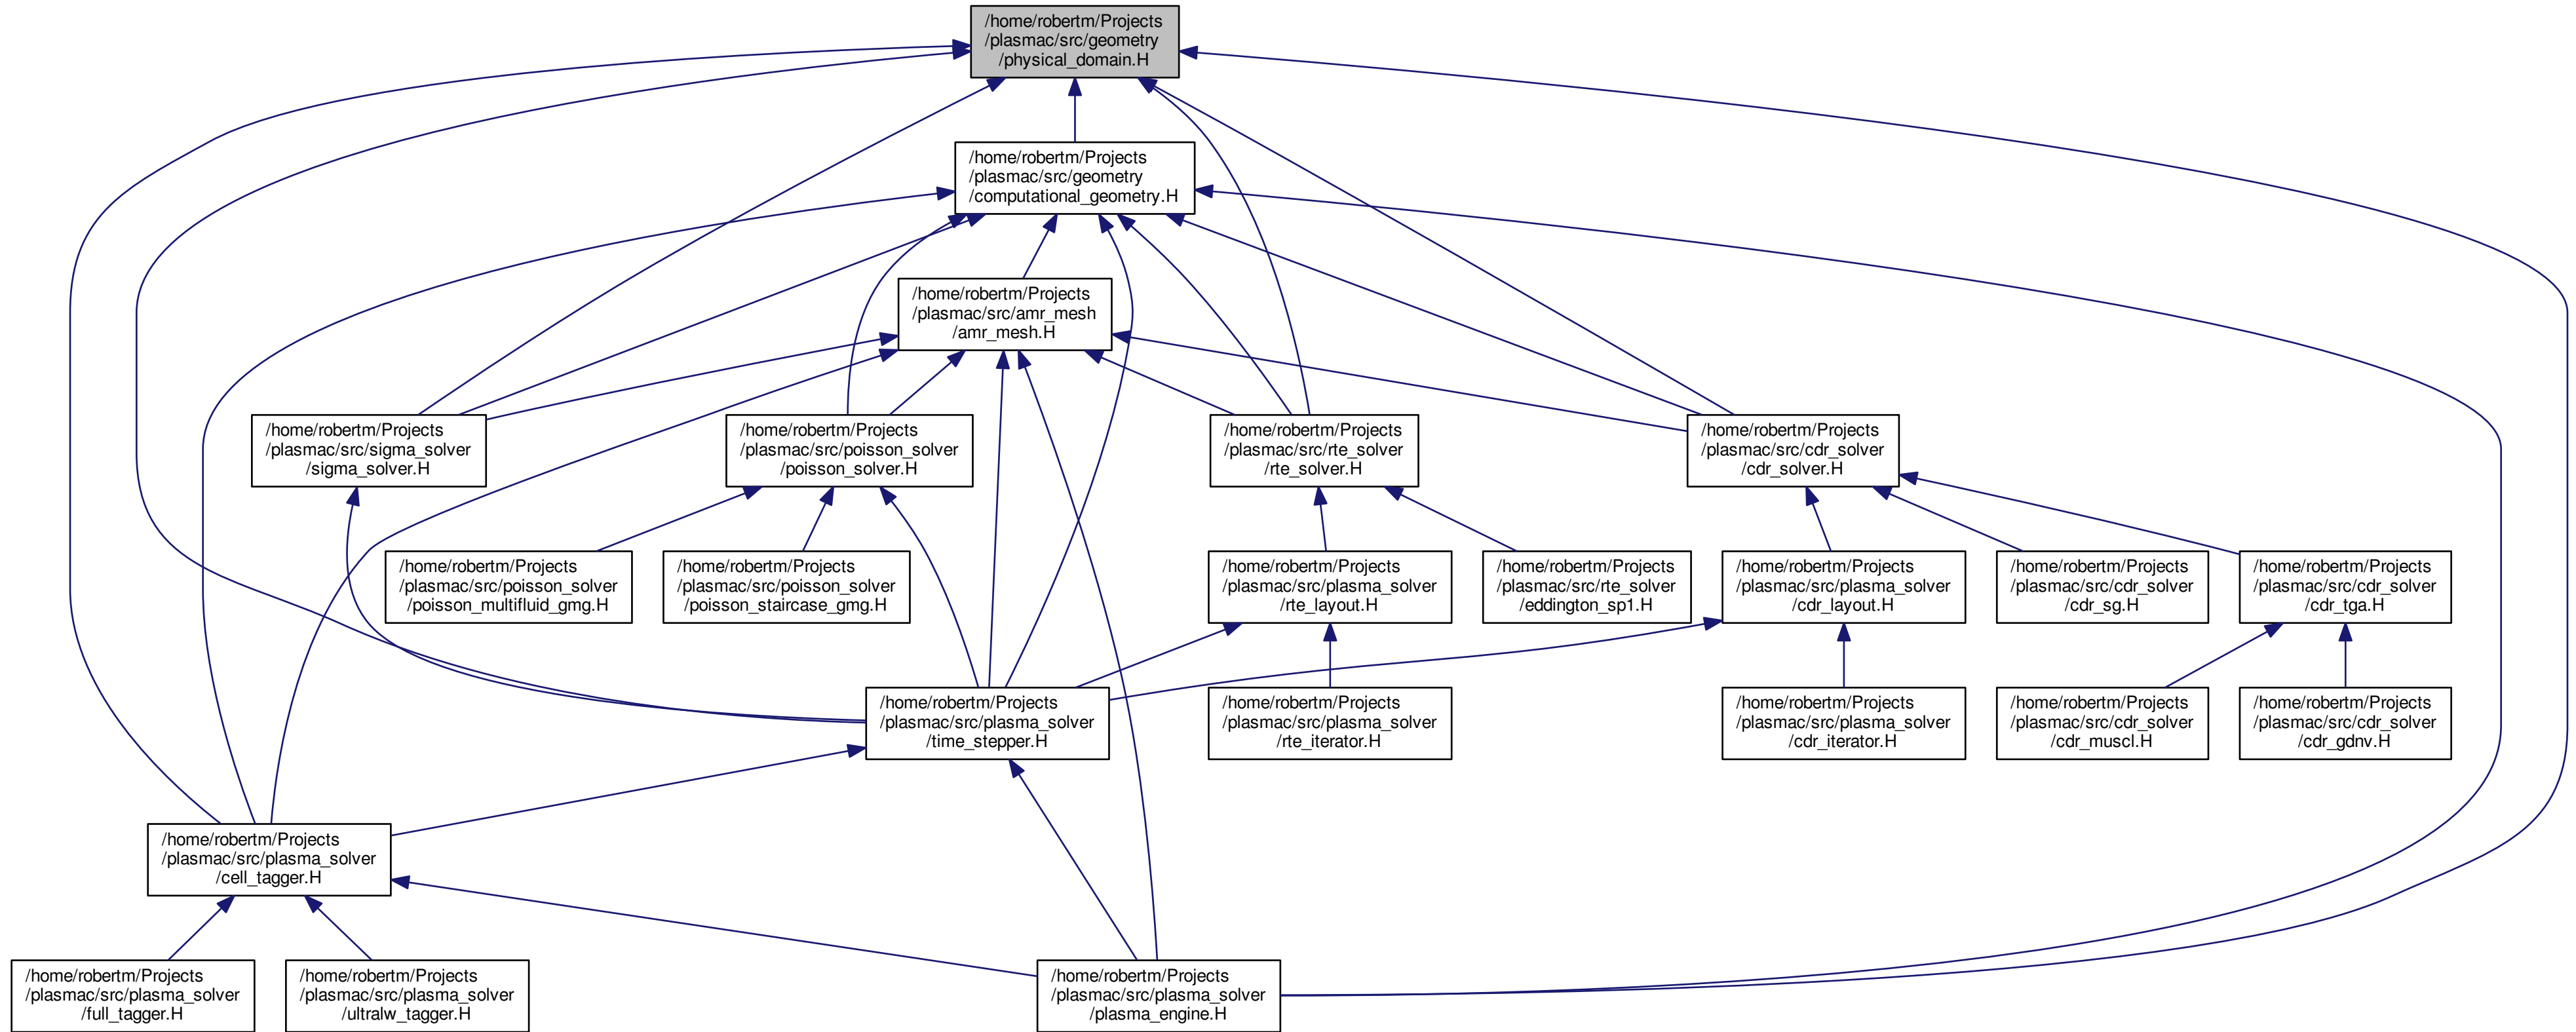 /home/robertm/Projects
/plasmac/src/geometry
/physical_domain.H
/home/robertm/Projects
/plasmac/src/geometry
/computational_geometry.H
/home/robertm/Projects
/plasmac/src/amr_mesh
/amr_mesh.H
/home/robertm/Projects
/plasmac/src/sigma_solver
/sigma_solver.H
/home/robertm/Projects
/plasmac/src/poisson_solver
/poisson_solver.H
/home/robertm/Projects
/plasmac/src/rte_solver
/rte_solver.H
/home/robertm/Projects
/plasmac/src/cdr_solver
/cdr_solver.H
/home/robertm/Projects
/plasmac/src/poisson_solver
/poisson_multifluid_gmg.H
/home/robertm/Projects
/plasmac/src/poisson_solver
/poisson_staircase_gmg.H
/home/robertm/Projects
/plasmac/src/plasma_solver
/rte_layout.H
/home/robertm/Projects
/plasmac/src/rte_solver
/eddington_sp1.H
/home/robertm/Projects
/plasmac/src/plasma_solver
/cdr_layout.H
/home/robertm/Projects
/plasmac/src/cdr_solver
/cdr_sg.H
/home/robertm/Projects
/plasmac/src/cdr_solver
/cdr_tga.H
/home/robertm/Projects
/plasmac/src/plasma_solver
/time_stepper.H
/home/robertm/Projects
/plasmac/src/plasma_solver
/rte_iterator.H
/home/robertm/Projects
/plasmac/src/plasma_solver
/cdr_iterator.H
/home/robertm/Projects
/plasmac/src/cdr_solver
/cdr_muscl.H
/home/robertm/Projects
/plasmac/src/cdr_solver
/cdr_gdnv.H
/home/robertm/Projects
/plasmac/src/plasma_solver
/cell_tagger.H
/home/robertm/Projects
/plasmac/src/plasma_solver
/full_tagger.H
/home/robertm/Projects
/plasmac/src/plasma_solver
/ultralw_tagger.H
/home/robertm/Projects
/plasmac/src/plasma_solver
/plasma_engine.H